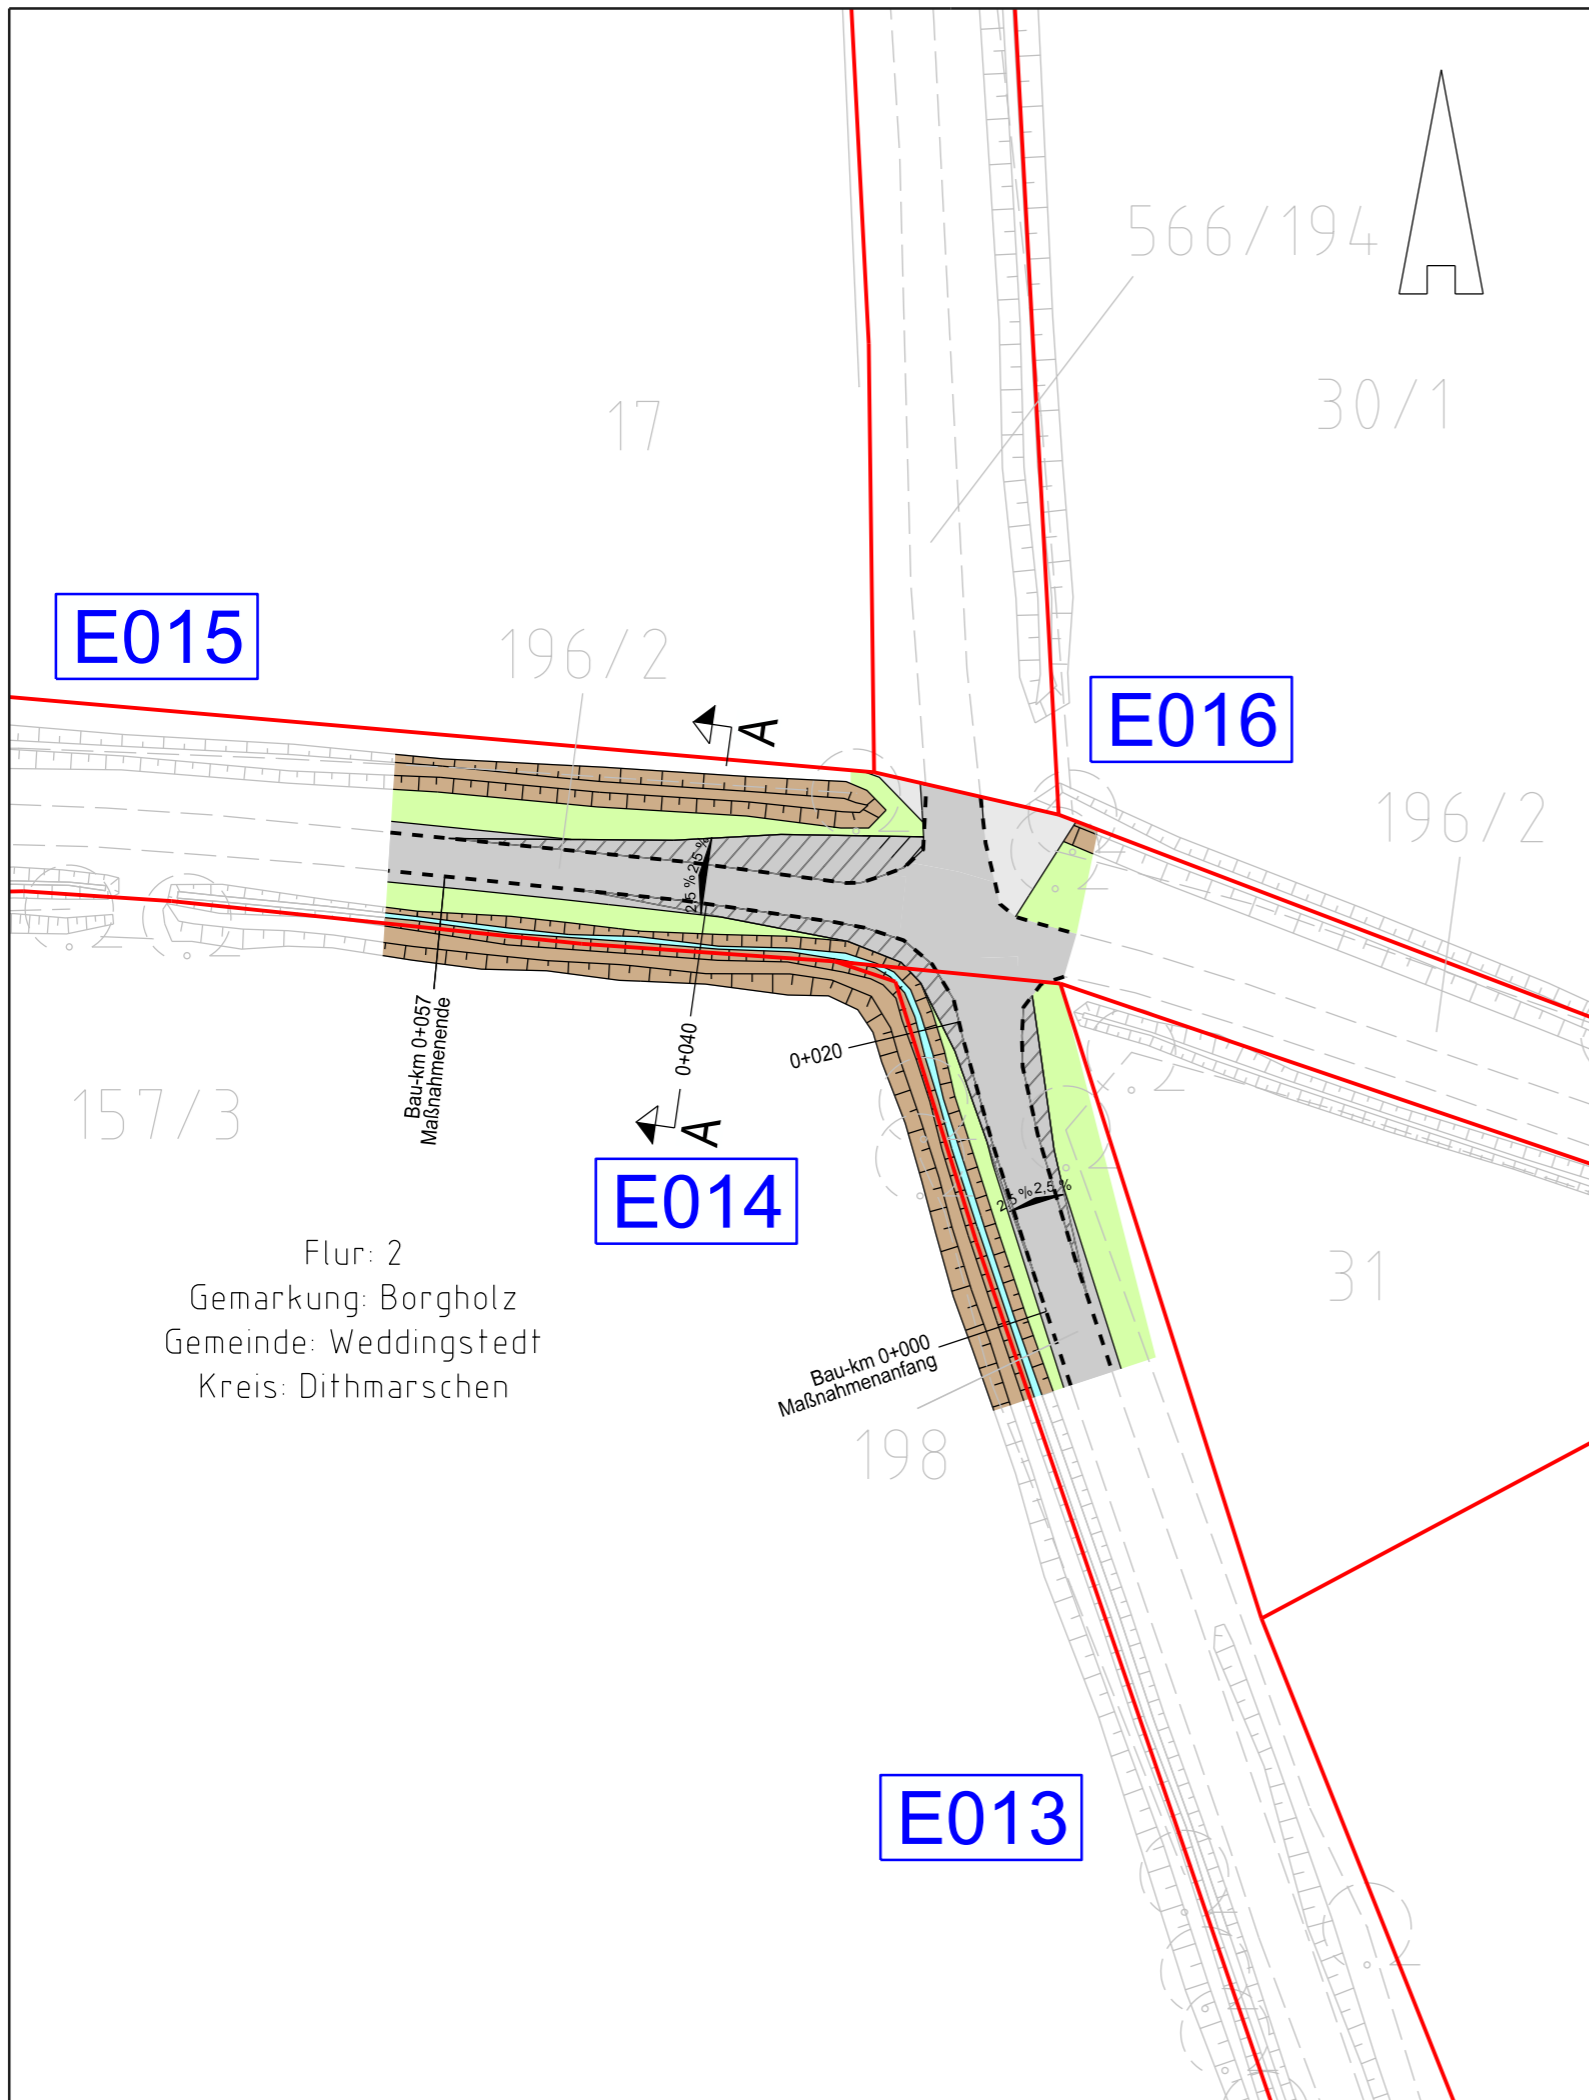 566/194
30/1
17
E015
196/2
A
E016
196/2
2,5 % 2,5 %
Bau-km 0+057
Maßnahmenende
0+040
0+020
157/3
A
E014
2,5 % 2,5 %
Flur: 2
Gemarkung: Borgholz
Gemeinde: Weddingstedt
Kreis: Dithmarschen
31
Bau-km 0+000
Maßnahmenanfang
198
E013